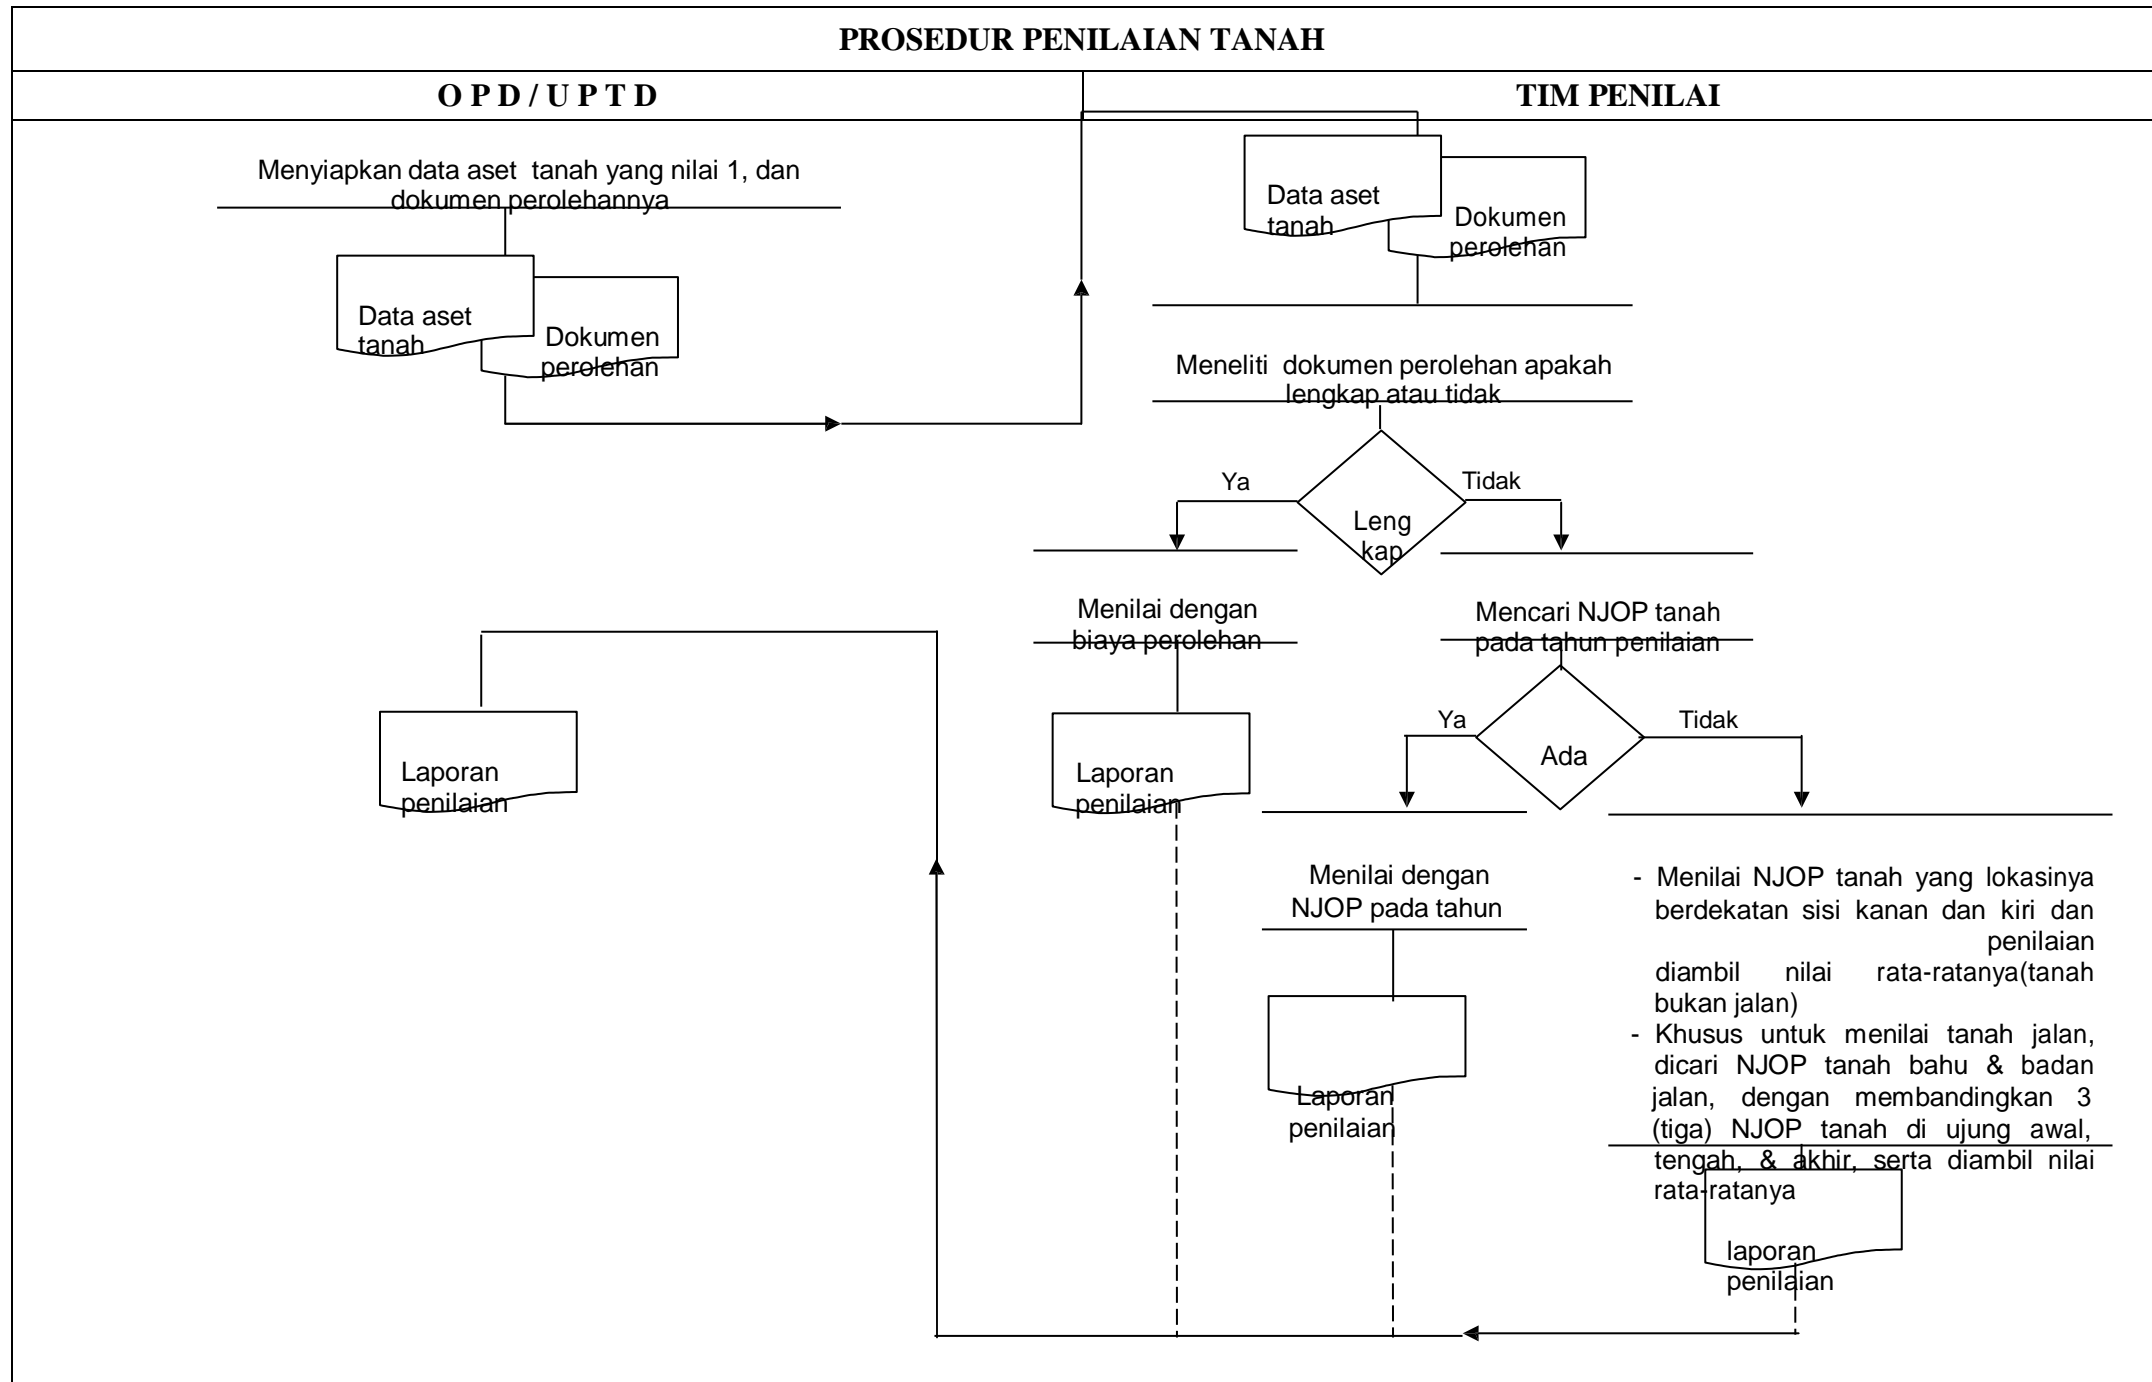 PROSEDUR PENILAIAN TANAH
O P D / U P T D
TIM PENILAI
Menyiapkan data aset tanah yang nilai 1, dan
dokumen perolehannya
Data aset
tanah
Dokumen
perolehan
Data aset
tanah
Dokumen
perolehan
Meneliti dokumen perolehan apakah
lengkap atau tidak
Ya
Tidak
Leng
kap
Menilai dengan
biaya perolehan
Mencari NJOP tanah
pada tahun penilaian
Laporan
penilaian
Laporan
penilaian
Ya
Tidak
Ada
Menilai dengan
NJOP pada tahun
- Menilai NJOP tanah yang lokasinya
berdekatan sisi kanan dan kiri dan
penilaian
diambil nilai rata-ratanya(tanah
bukan jalan)
- Khusus untuk menilai tanah jalan,
dicari NJOP tanah bahu & badan
jalan, dengan membandingkan 3
(tiga) NJOP tanah di ujung awal,
tengah, & akhir, serta diambil nilai
rata-ratanya
Laporan
penilaian
laporan
penilaian